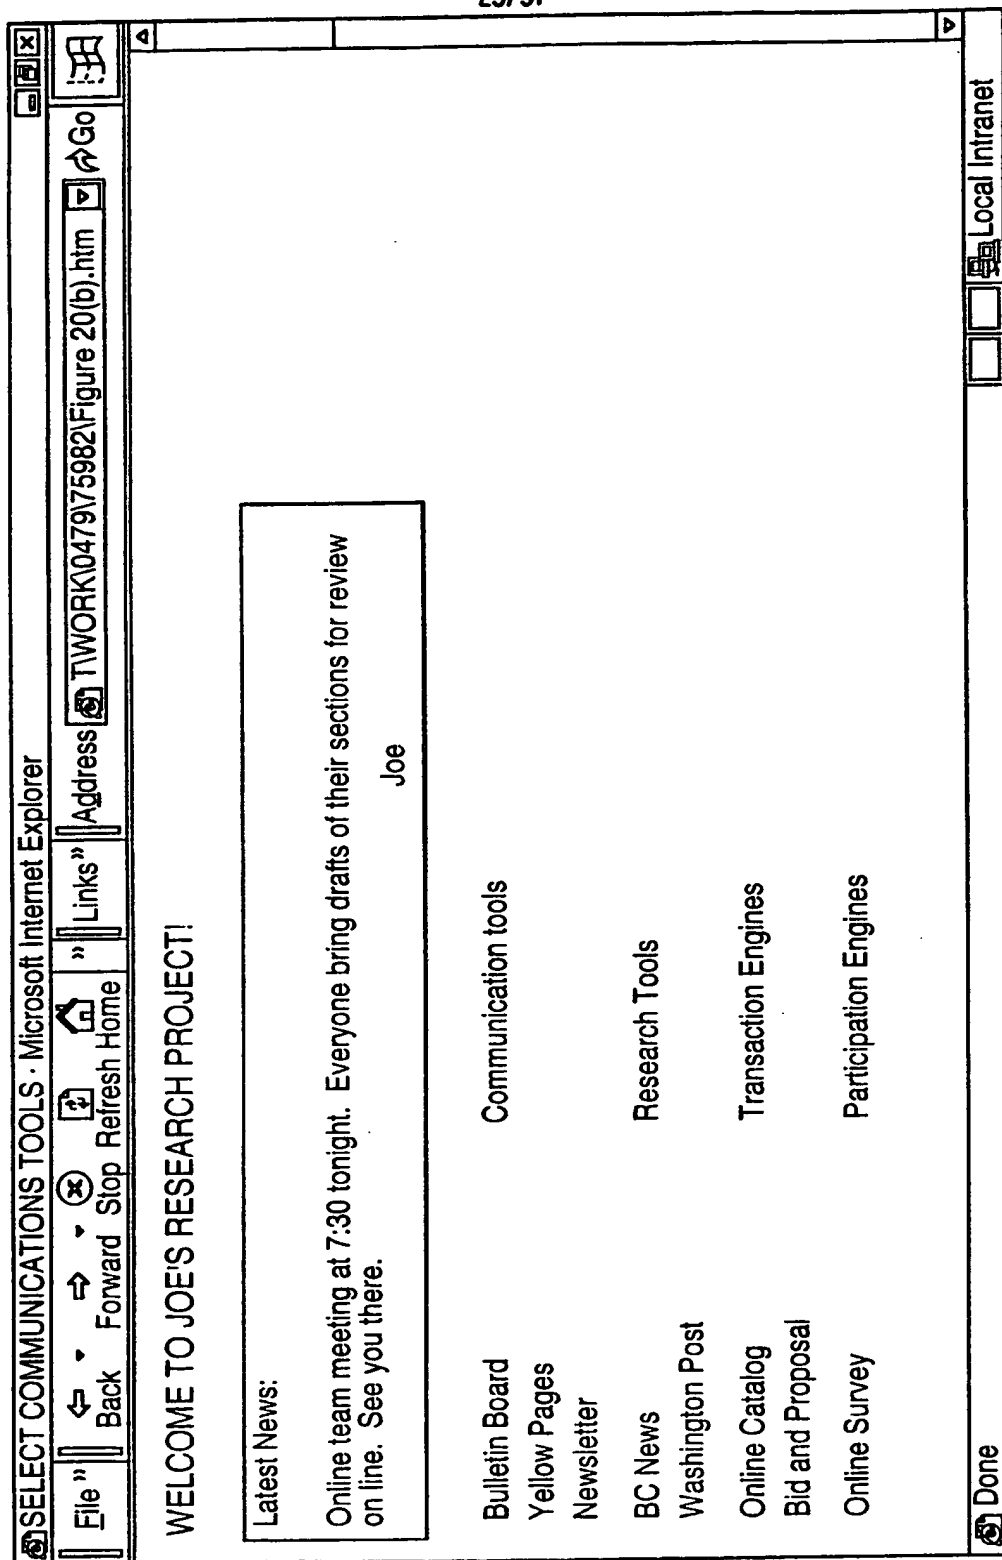 SELECT COMMUNICATIONS TOOLS - Microsoft Internet Explorer
File » Back Forward Stop Refresh Home » Links » Address T\WORK\0479\75982\Figure 20(b).htm Go
WELCOME TO JOE'S RESEARCH PROJECT!
Latest News:
Online team meeting at 7:30 tonight. Everyone bring drafts of their sections for review
on line. See you there.
Joe
Bulletin Board Communication tools
Yellow Pages
Newsletter
BC News Research Tools
Washington Post
Online Catalog Transaction Engines
Bid and Proposal
Online Survey Participation Engines
Done Local Intranet